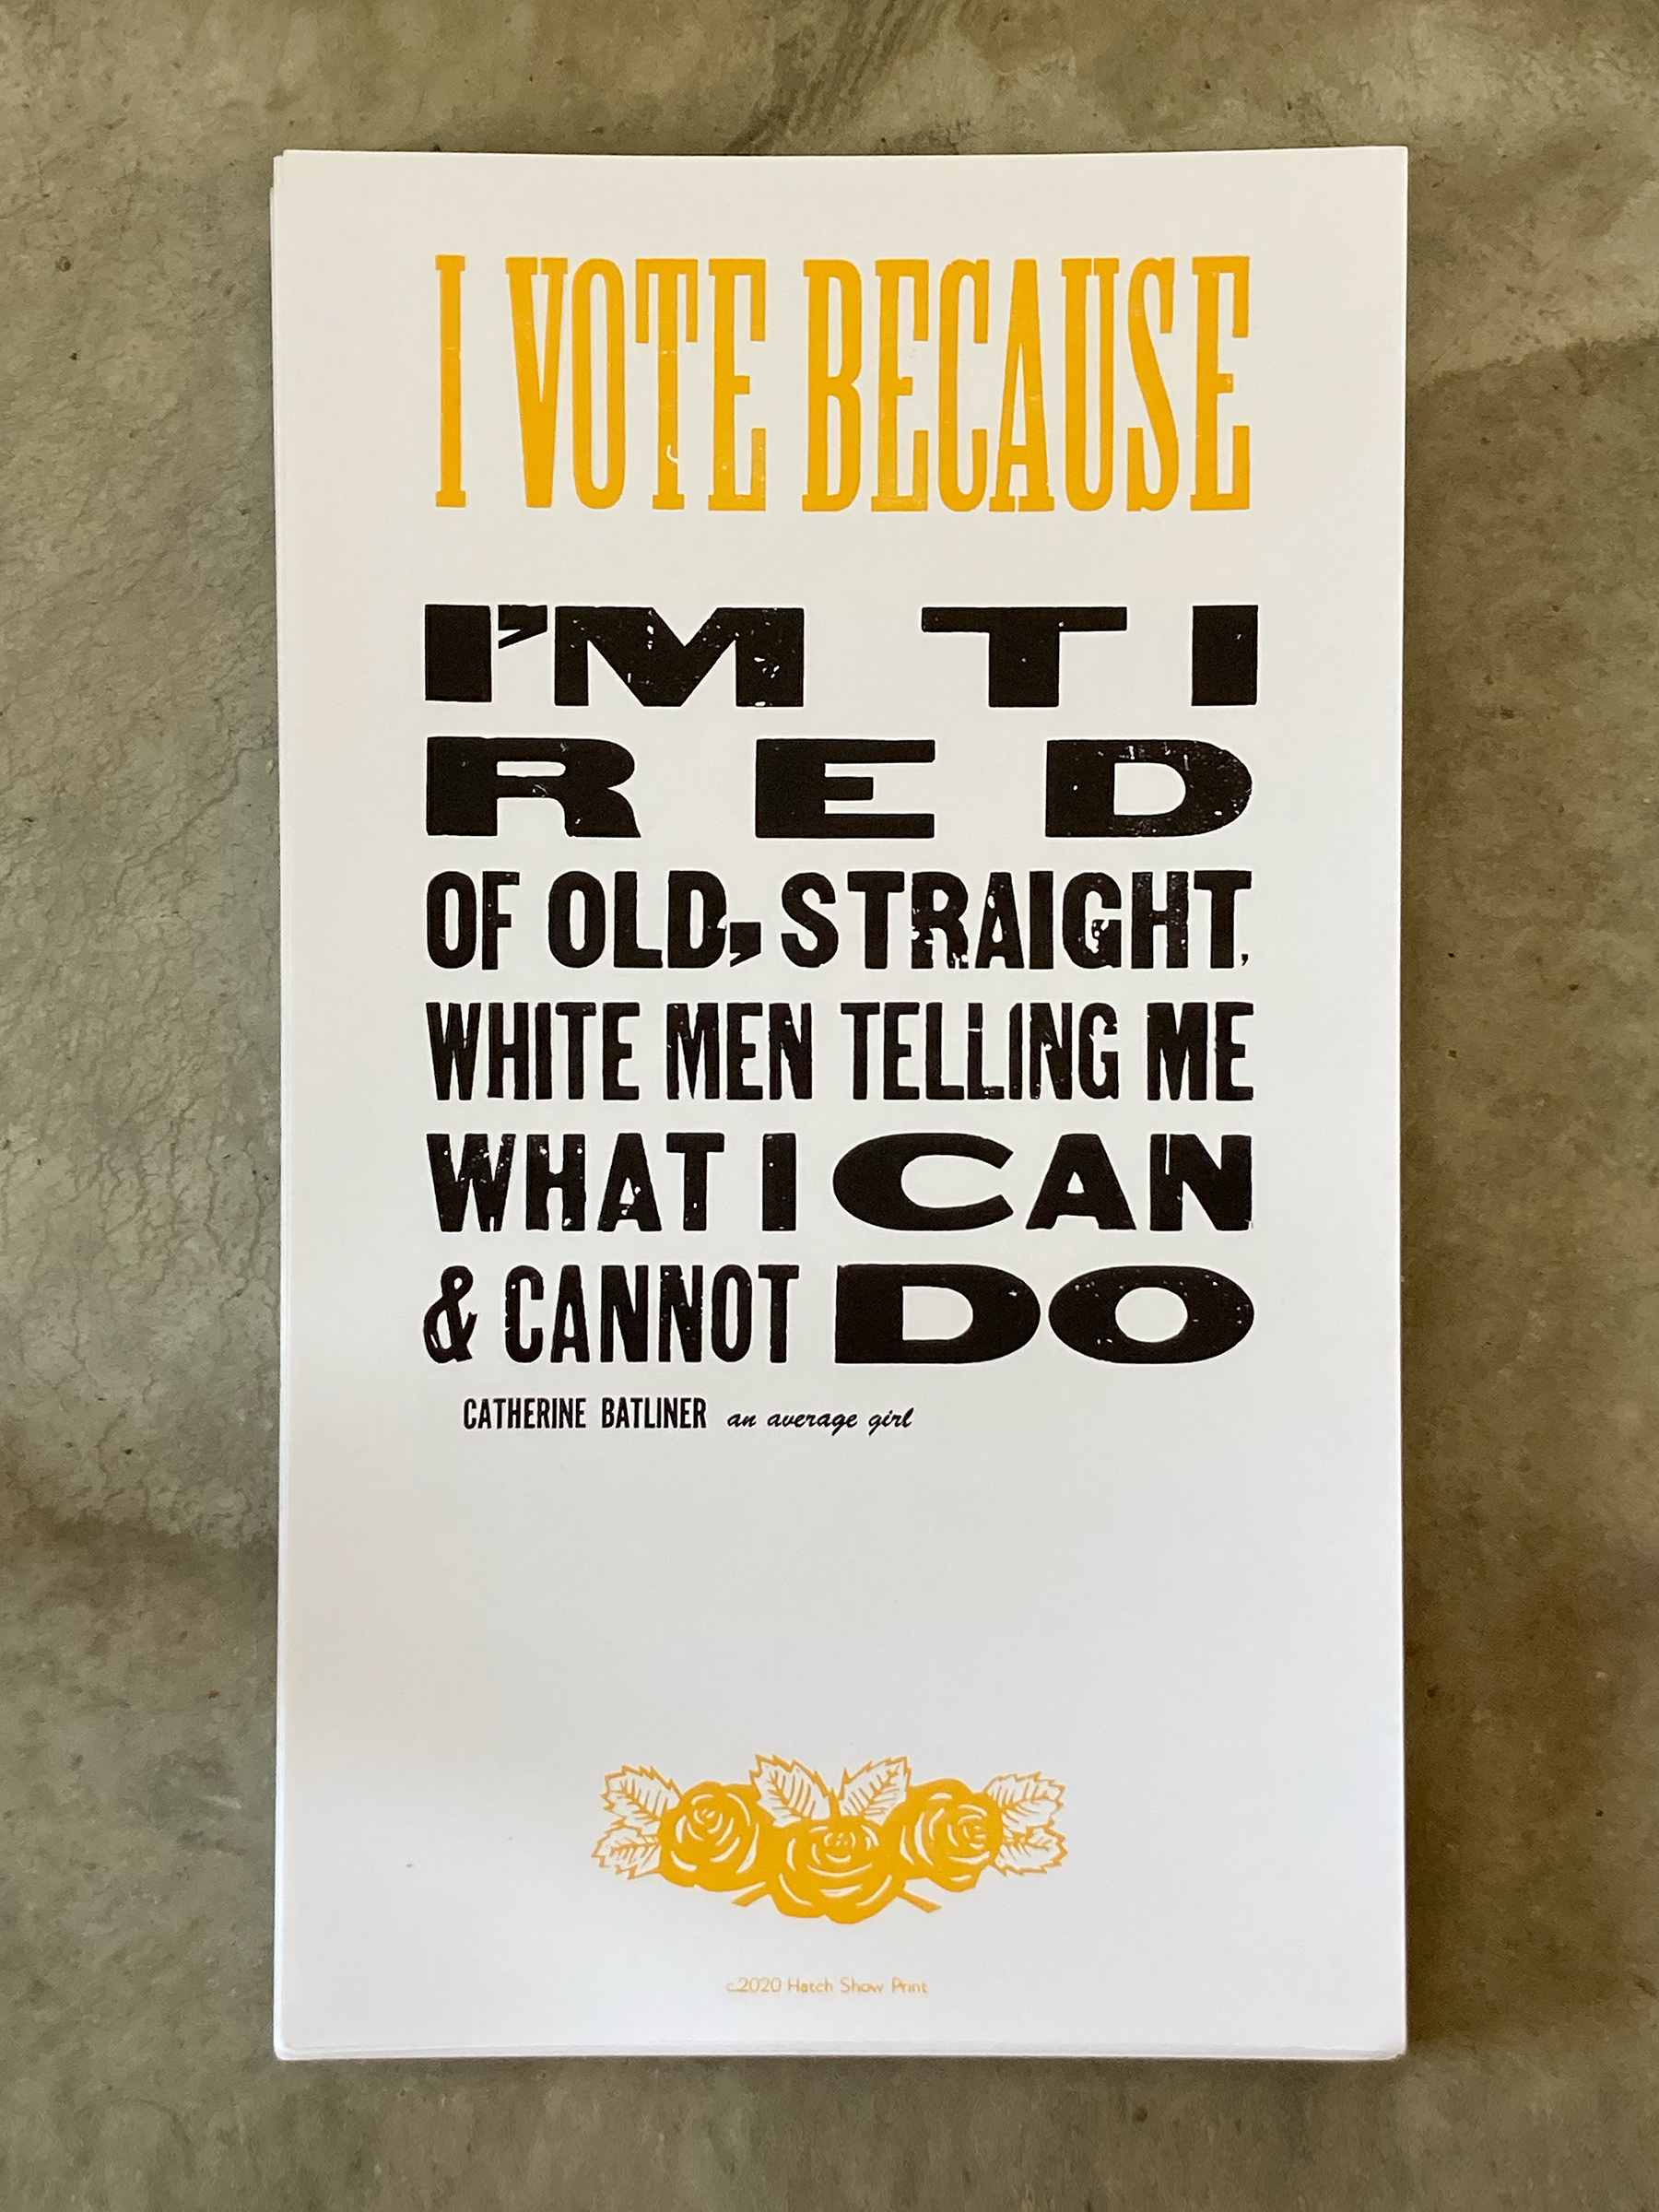 I VOTE BECAUSE
I'M TI
RED
OF OLD, STRAIGHT,
WHITE MEN TELLING ME
WHAT I CAN
& CANNOT DO
CATHERINE BATLINER an average girl
c2020 Hatch Show Print